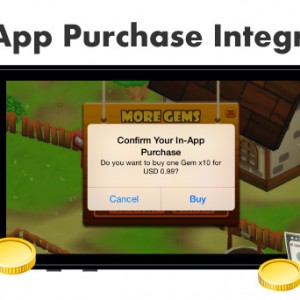 App Purchase Integr
MORE GEMS
Confirm Your In-App
Purchase
Do you want to buy one Gem x10 for
USD 0.99?
Cancel
Buy